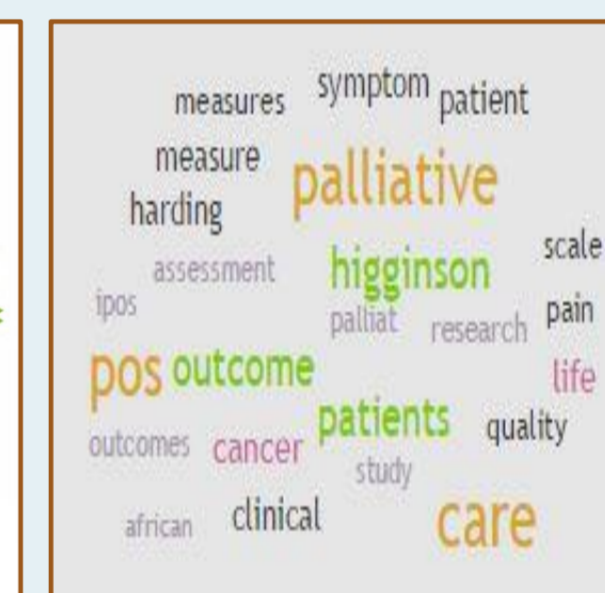 symptom
measures patient
measure
palliative
harding
scale
higginson
assessment
ipos
pain
palliat research
pos outcome
life
patients quality
outcomes cancer
study
clinical
care
african